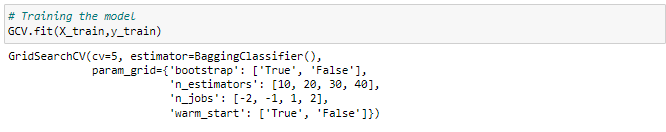 # Training the model
GCV.fit(X_train,y_train)
GridSearchCV(cv=5, estimator=BaggingClassifier(),
param_grid={'bootstrap': ['True', 'False'],
'n_estimators': [10, 20, 30, 40],
'n_jobs': [-2, -1, 1, 2],
'warm_start': ['True', 'False']})